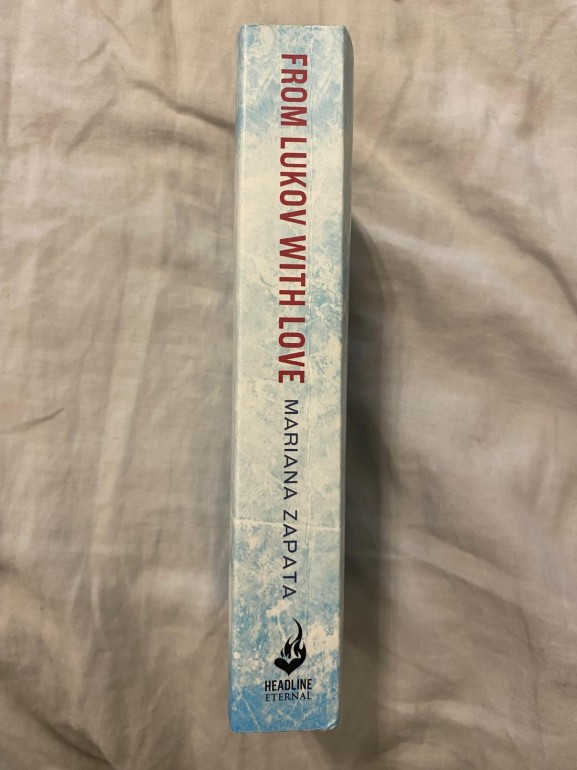 FROM LUKOV WITH LOVE
MARIANA ZAPATA
HEADLINE
ETERNAL